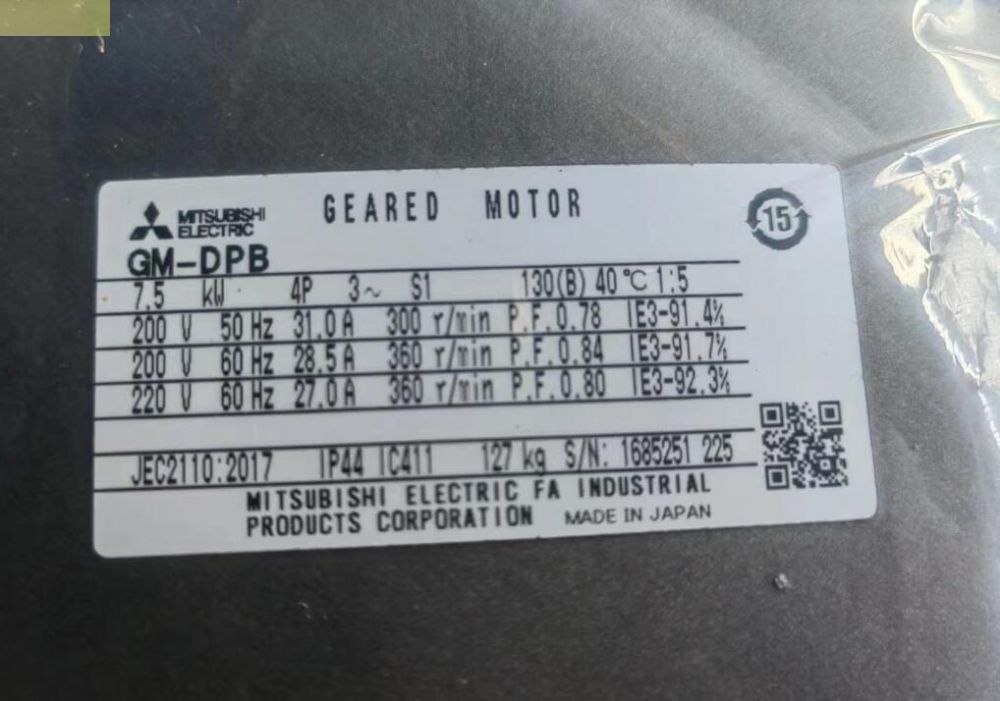 MITSUBISHI
ELECTRIC
GEARED MOTOR
15
GM-DPB
7.5 kW 4P 3~ S1 130(B) 40℃ 1:5
200 V 50 Hz 31.0 A 300 r/min P.F.0.78 IE3-91.4%
200 V 60 Hz 28.5 A 360 r/min P.F.0.84 IE3-91.7%
220 V 60 Hz 27.0 A 360 r/min P.F.0.80 IE3-92.3%
JEC2110:2017 IP44 IC411 127 kg S/N: 1685251 225
MITSUBISHI ELECTRIC FA INDUSTRIAL
PRODUCTS CORPORATION MADE IN JAPAN